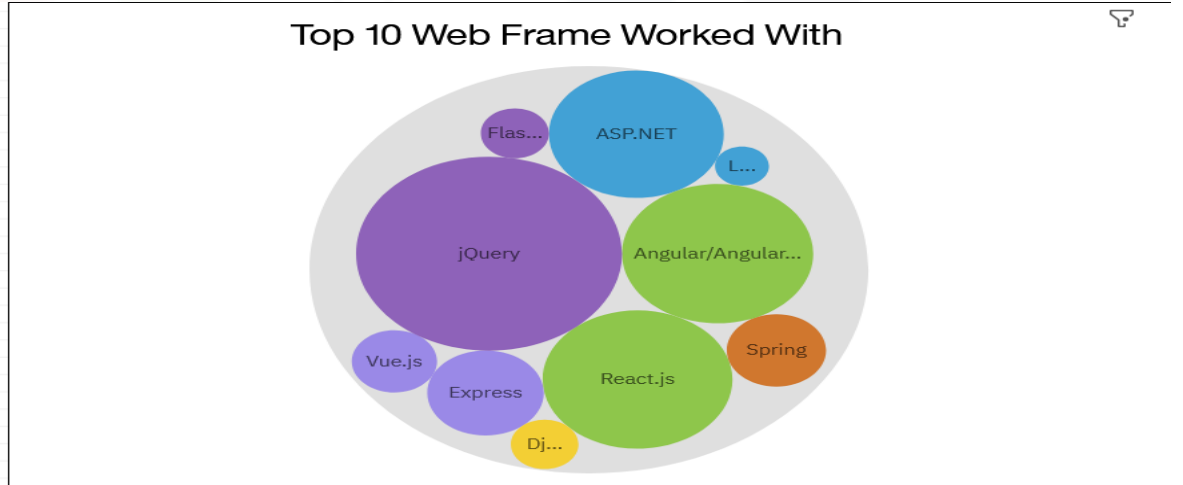 Top 10 Web Frame Worked With
Flas...
ASP.NET
L...
jQuery
Angular/Angular...
Spring
Vue.js
React.js
Express
Dj...